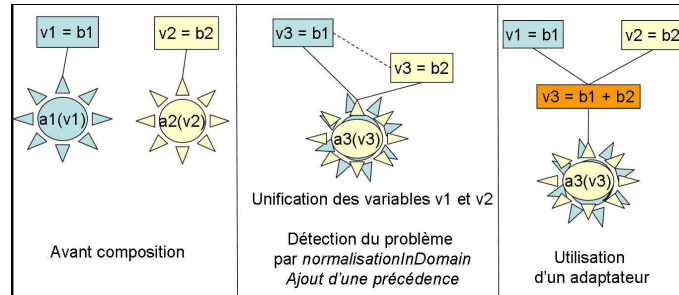 v1 = b1
v2 = b2
a1(v1)
a2(v2)
Avant composition
v3 = b1
v3 = b2
a3(v3)
Unification des variables v1 et v2
Détection du problème
par normalisationInDomain
Ajout d'une précédence
v1 = b1
v2 = b2
v3 = b1 + b2
a3(v3)
Utilisation
d'un adaptateur